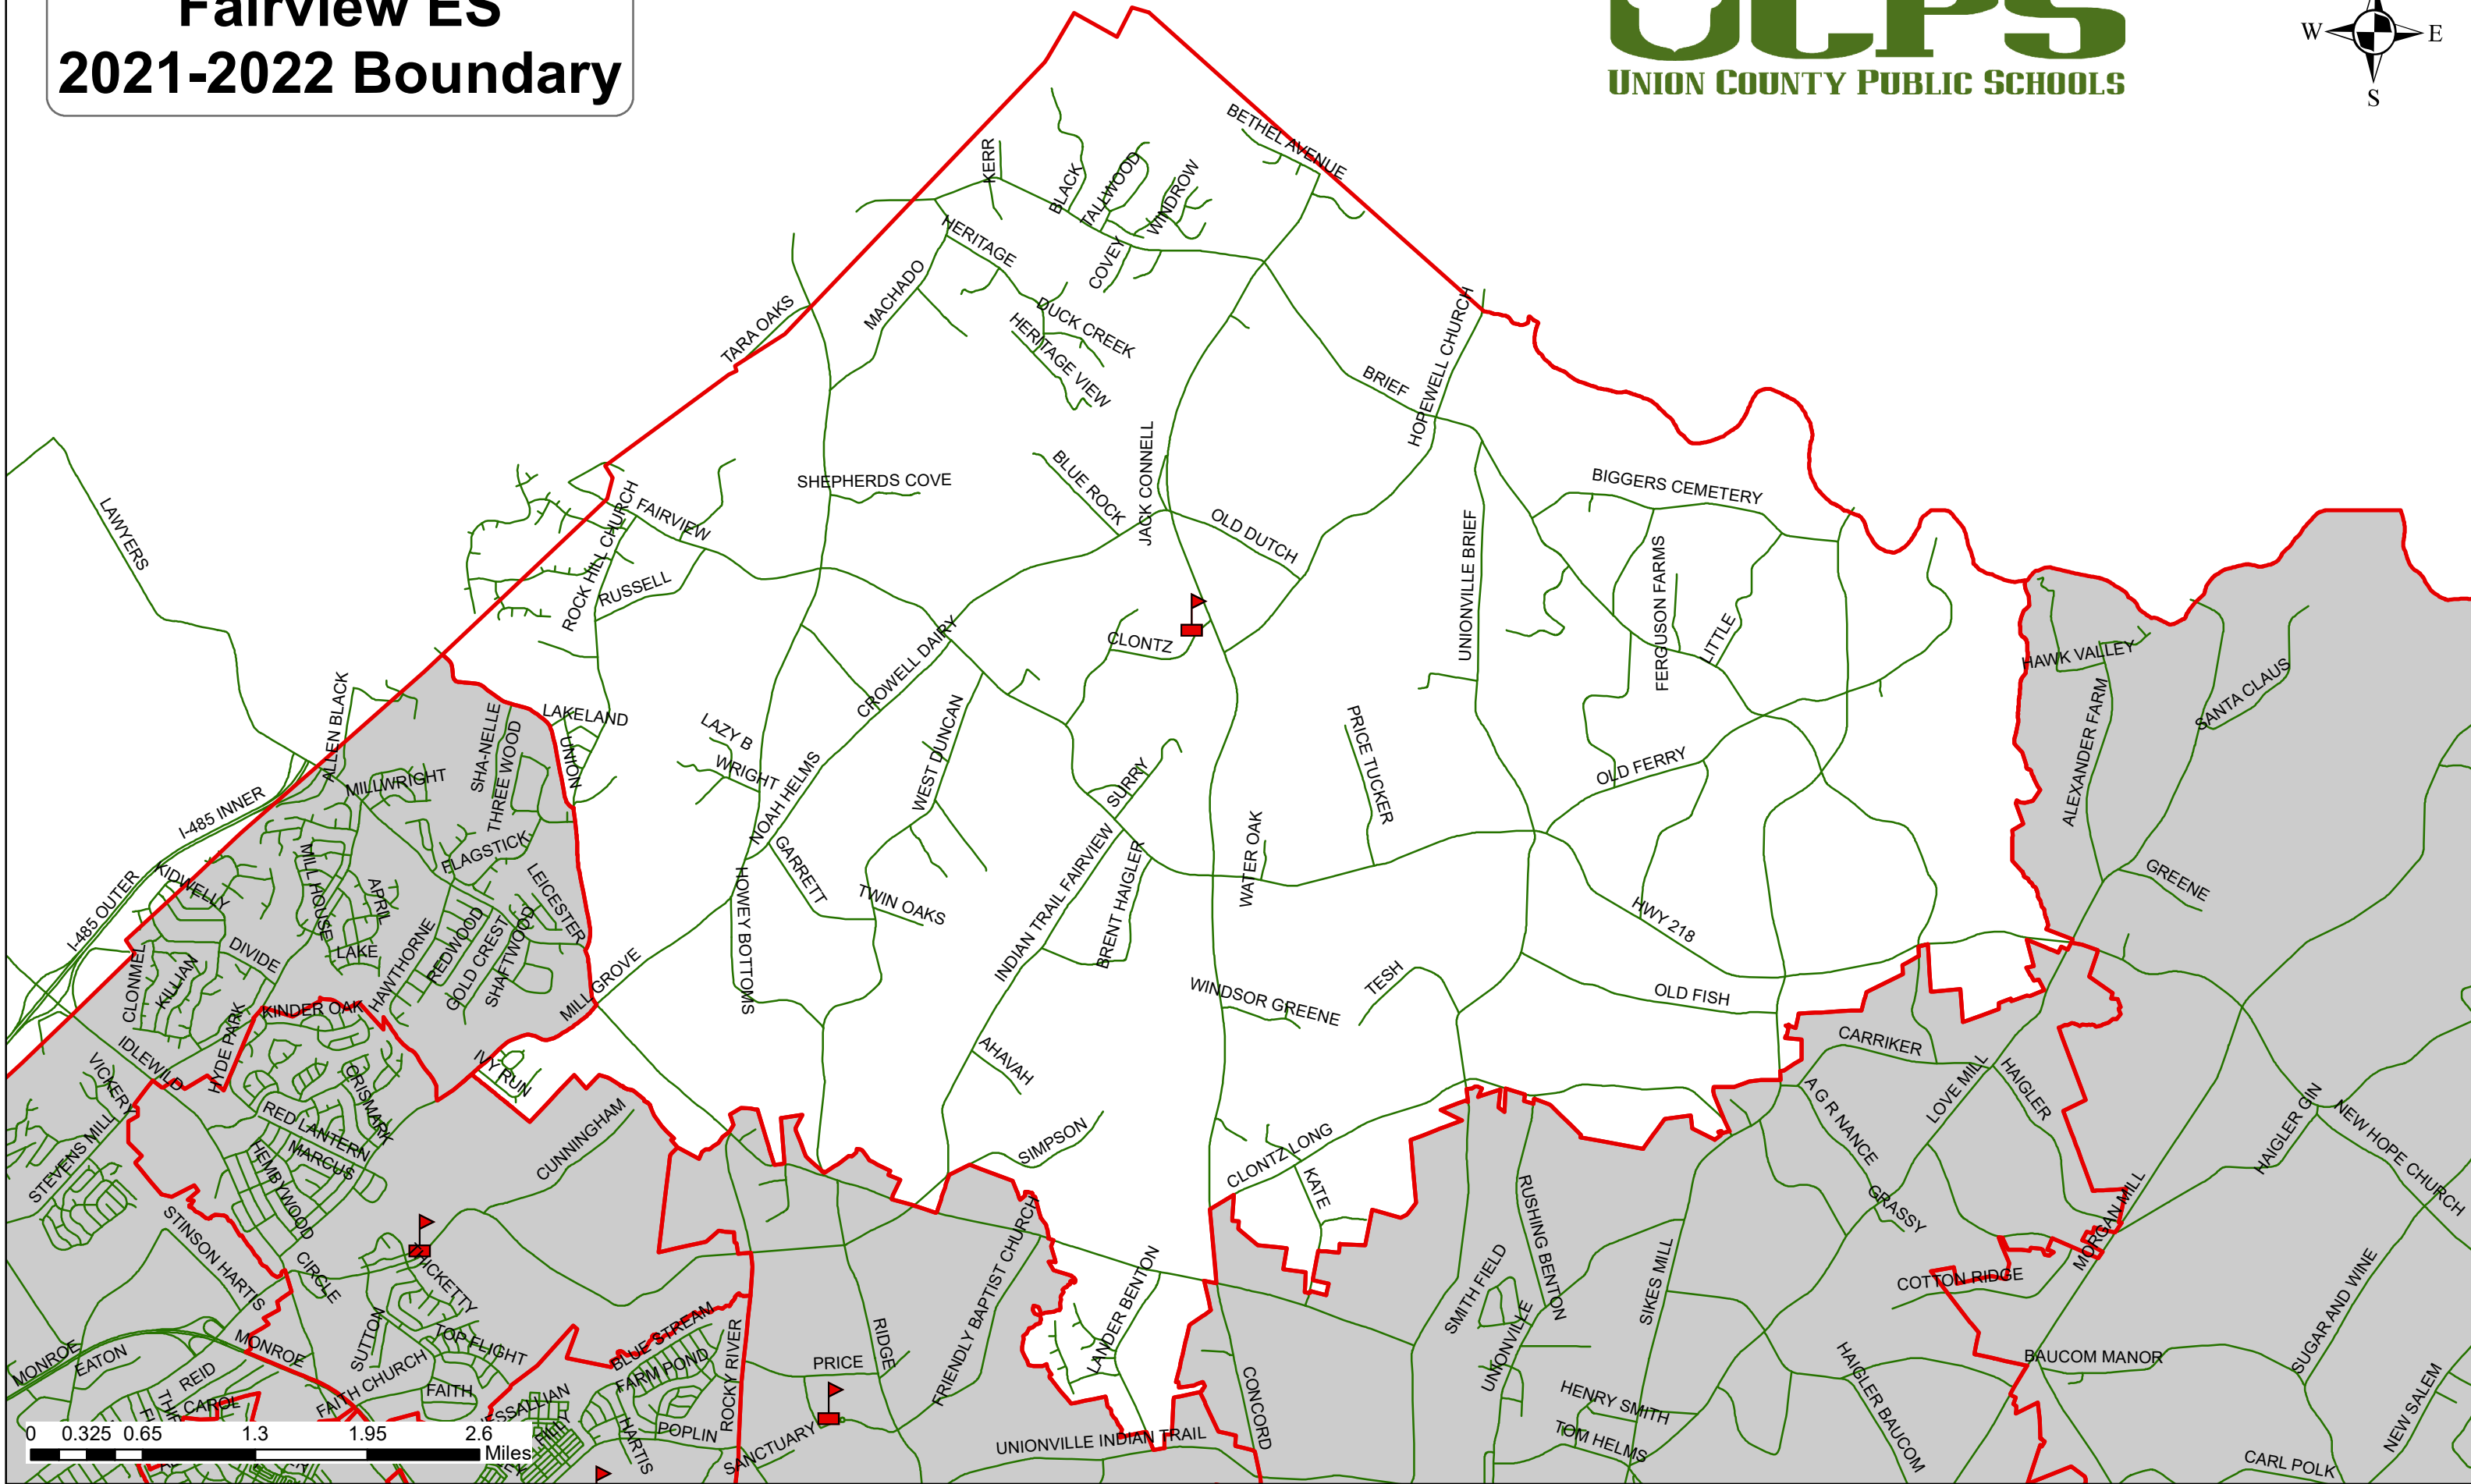 Fairview ES
2021-2022 Boundary
UCPS
UNION COUNTY PUBLIC SCHOOLS
W
E
S
BETHEL AVENUE
KERR
BLACK
TALLWOOD
WINDROW
HERITAGE
COVEY
MACHADO
TARA OAKS
DUCK CREEK
HERITAGE VIEW
HOPEWELL CHURCH
BRIEF
JACK CONNELL
BLUE ROCK
SHEPHERDS COVE
OLD DUTCH
BIGGERS CEMETERY
LAWYERS
ROCK HILL CHURCH
FAIRVIEW
RUSSELL
UNIONVILLE BRIEF
FERGUSON FARMS
LITTLE
CLONTZ
CROWELL DAIRY
HAWK VALLEY
SANTA CLAUS
ALEXANDER FARM
ALLEN BLACK
SHA-NELLE
THREE WOOD
LAKELAND
UNION
LAZY B
WRIGHT
WEST DUNCAN
PRICE TUCKER
OLD FERRY
SURRY
NOAH HELMS
MILLWRIGHT
I-485 INNER
FLAGSTICK
GARRETT
TWIN OAKS
INDIAN TRAIL FAIRVIEW
BRENT HAIGLER
WATER OAK
GREENE
KIDWELLY
I-485 OUTER
MILL HOUSE
APRIL
LEICESTER
HOWEY BOTTOMS
HWY 218
DIVIDE
LAKE
HAWTHORNE
REDWOOD
GOLD CREST
SHAFTWOOD
CLONMEL
KILLIAN
MILL GROVE
TESH
WINDSOR GREENE
OLD FISH
KINDER OAK
HYDE PARK
IDLEWILD
VICKERY
IVY RUN
AHAVAH
CARRIKER
LOVE MILL
HAIGLER
A G R NANCE
CRISMARK
RED LANTERN
MARCUS
HEMBYWOOD
STEVENS MILL
CUNNINGHAM
SIMPSON
CLONTZ LONG
KATE
HAIGLER GIN
NEW HOPE CHURCH
GRASSY
MORGAN MILL
RUSHING BENTON
SMITH FIELD
SIKES MILL
COTTON RIDGE
STINSON HARTIS
CIRCLE
HICKETTY
SUTTON
TOP FLIGHT
FRIENDLY BAPTIST CHURCH
LANDER BENTON
UNIONVILLE
SUGAR AND WINE
BAUCOM MANOR
MONROE
EATON
MONROE
REID
CAROL
FAITH CHURCH
FAITH
BLUE STREAM
FARM POND
ROCKY RIVER
PRICE
RIDGE
CONCORD
HAIGLER BAUCOM
HENRY SMITH
TOM HELMS
NEW SALEM
HARTIS
POPLIN
SANCTUARY
UNIONVILLE INDIAN TRAIL
CARL POLK
0 0.325 0.65 1.3 1.95 2.6
Miles